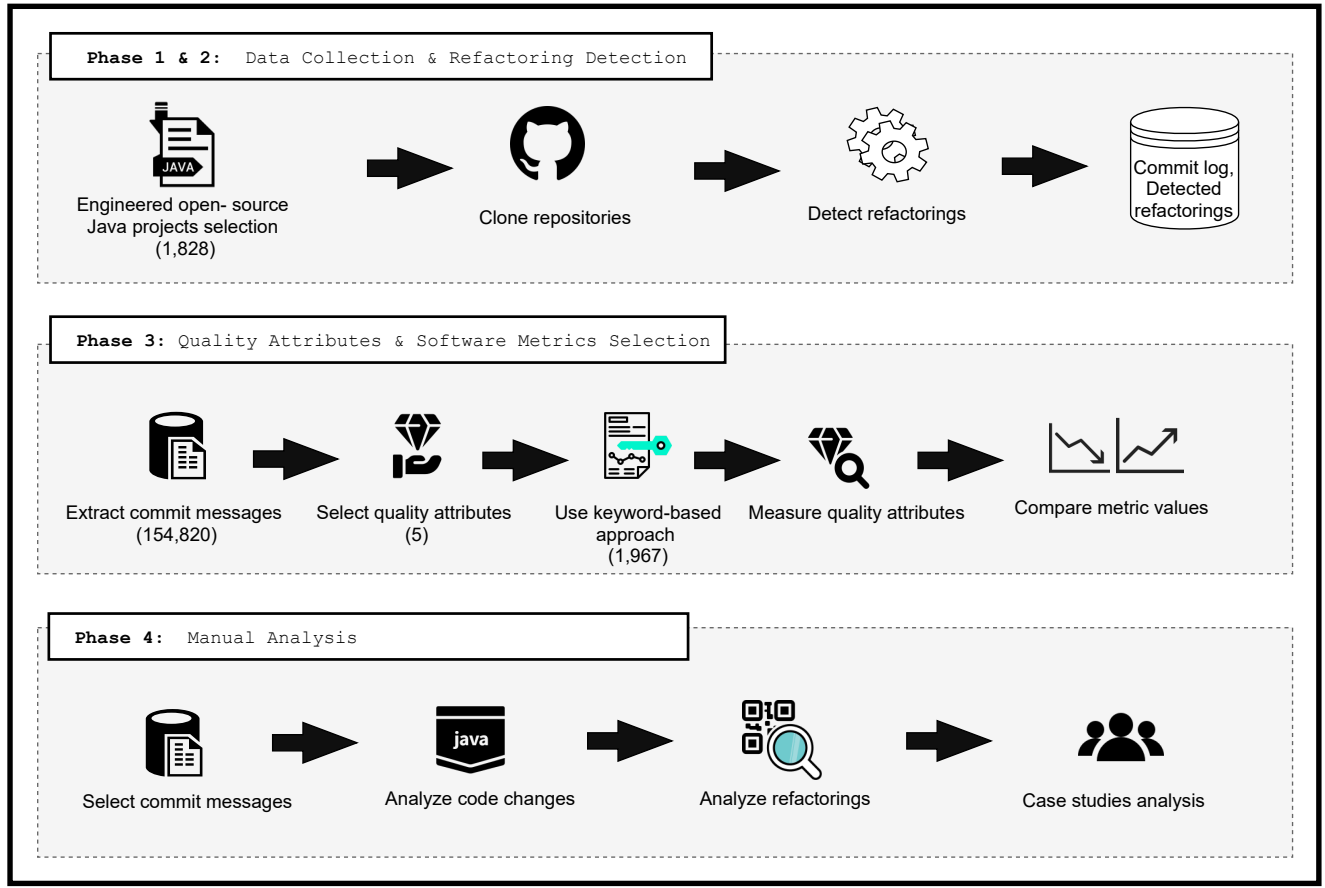 Phase 1 & 2: Data Collection & Refactoring Detection
JAVA
Engineered open- source
Java projects selection
(1,828)
Clone repositories
Detect refactorings
Commit log,
Detected
refactorings
Phase 3: Quality Attributes & Software Metrics Selection
Extract commit messages
(154,820)
Select quality attributes
(5)
Use keyword-based
approach
(1,967)
Measure quality attributes
Compare metric values
Phase 4: Manual Analysis
Select commit messages
java
Analyze code changes
Analyze refactorings
Case studies analysis